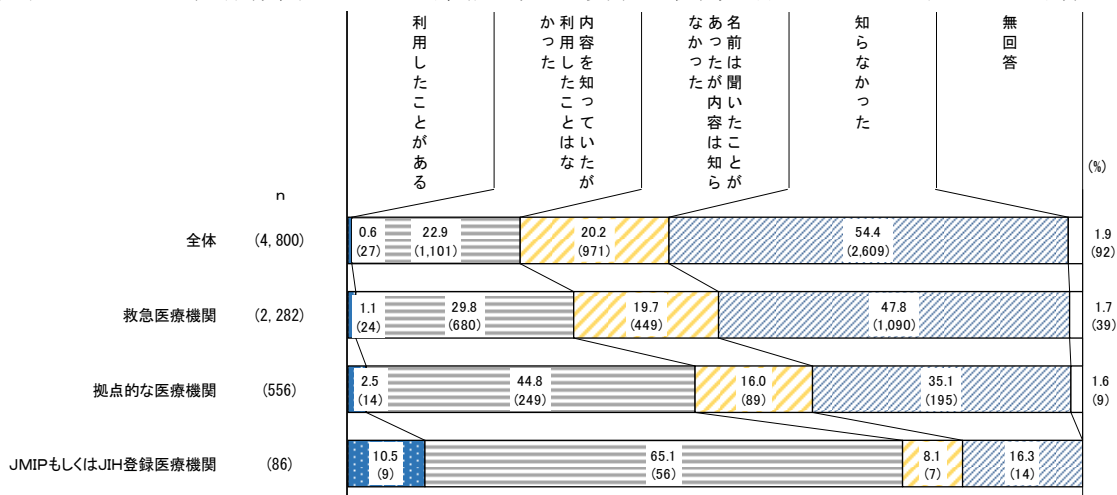 利用したことがある
内容を知っていたが
利用したことはな
かった
名前は聞いたことが
あったが内容は知ら
なかった
知らなかった
無回答
(%)
n
全体 (4,800)
0.6 22.9 20.2 54.4 1.9
(27) (1,101) (971) (2,609) (92)
救急医療機関 (2,282)
1.1 29.8 19.7 47.8 1.7
(24) (680) (449) (1,090) (39)
拠点的な医療機関 (556)
2.5 44.8 16.0 35.1 1.6
(14) (249) (89) (195) (9)
JMIPもしくはJIH登録医療機関 (86)
10.5 65.1 8.1 16.3
(9) (56) (7) (14)